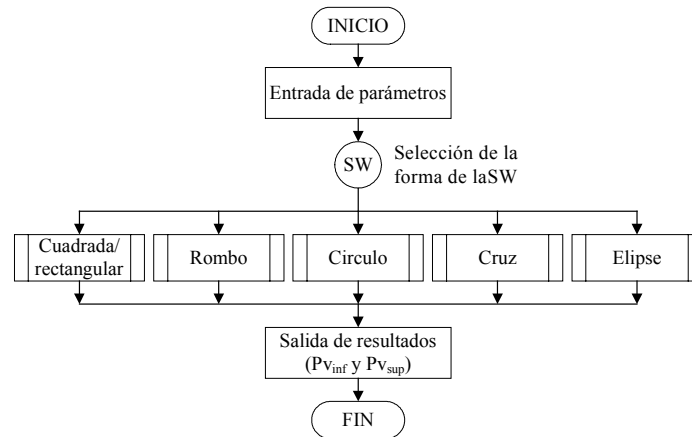 INICIO
Entrada de parámetros
SW
Selección de la
forma de laSW
Cuadrada/
rectangular
Rombo
Circulo
Cruz
Elipse
Salida de resultados
(Pvinf y Pvsup)
FIN